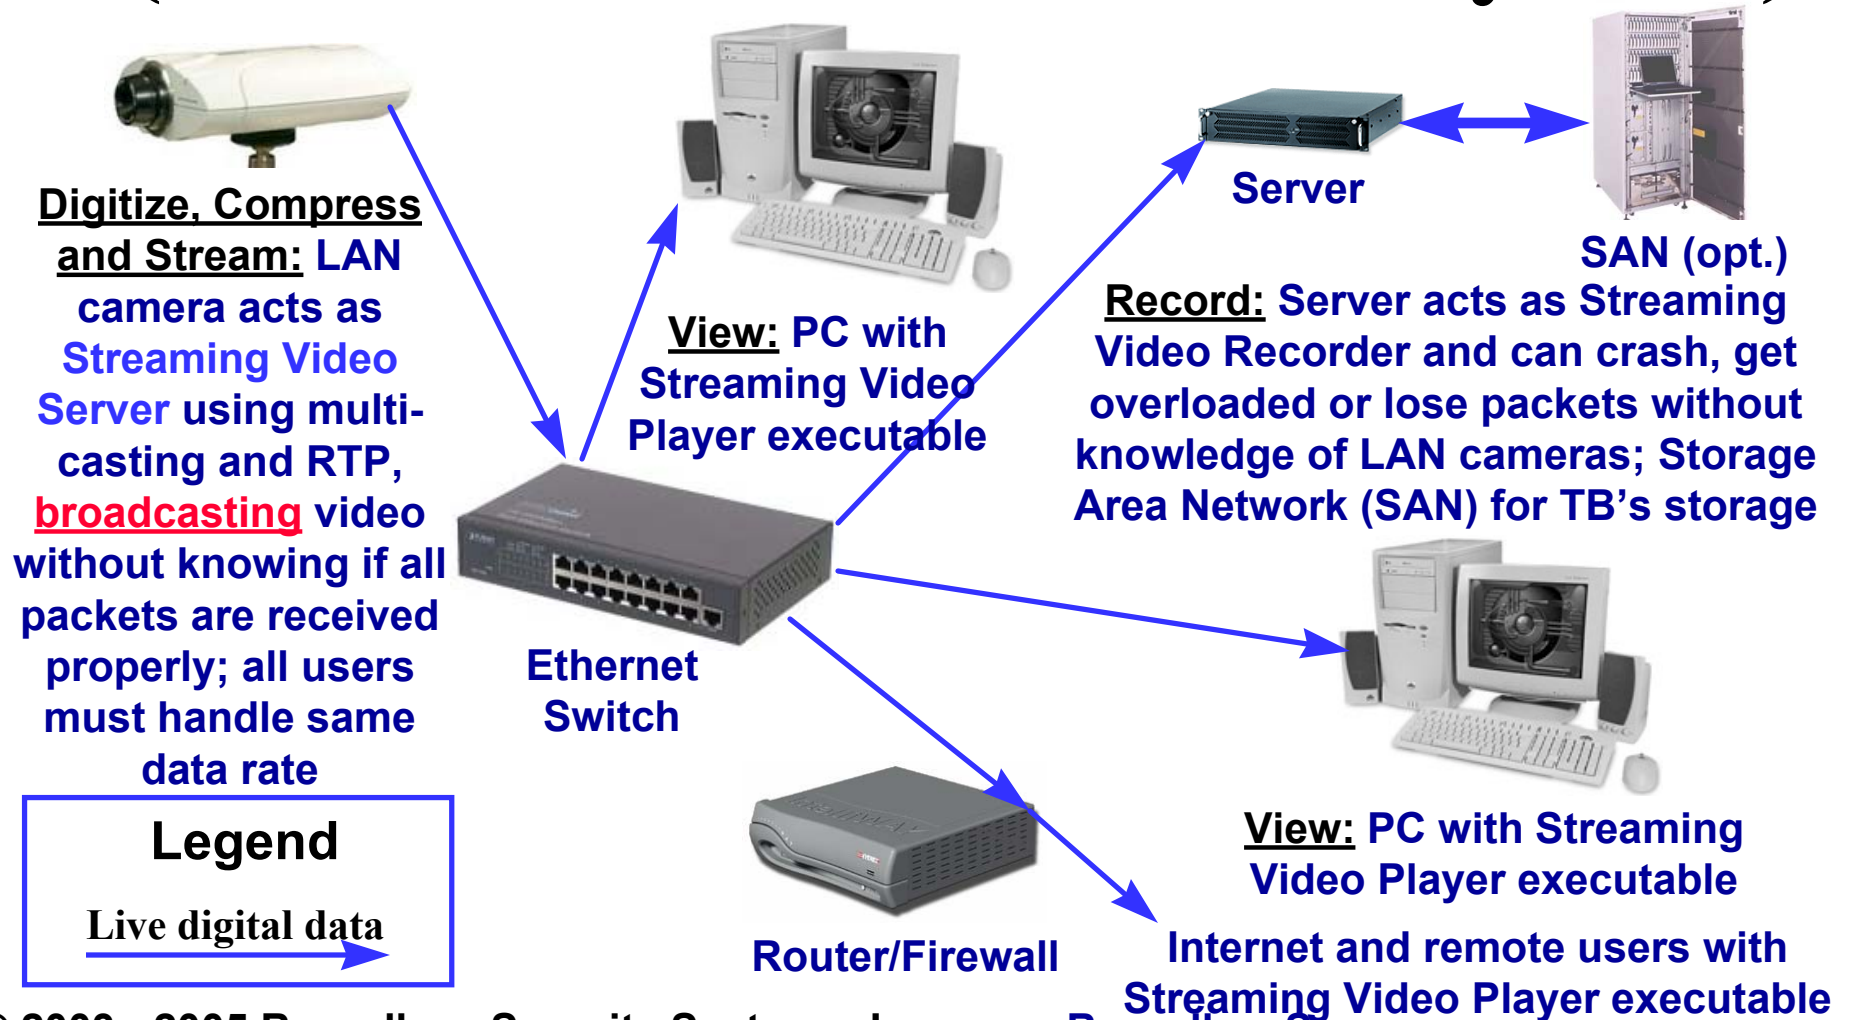 Digitize, Compress
and Stream: LAN
camera acts as
Streaming Video
Server using multi-
casting and RTP,
broadcasting video
without knowing if all
packets are received
properly; all users
must handle same
data rate
View: PC with
Streaming Video
Player executable
Server
SAN (opt.)
Record: Server acts as Streaming
Video Recorder and can crash, get
overloaded or lose packets without
knowledge of LAN cameras; Storage
Area Network (SAN) for TB's storage
Ethernet
Switch
View: PC with Streaming
Video Player executable
Router/Firewall
Internet and remote users with
Streaming Video Player executable
Legend
Live digital data